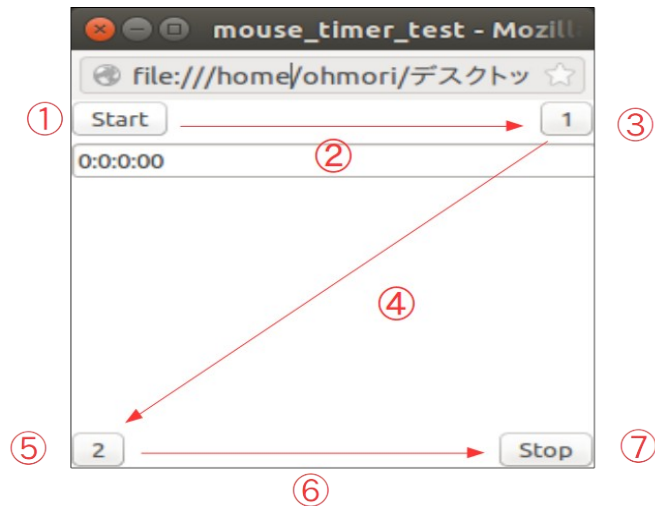 mouse_timer_test - Mozill
file:///home/ohmori/デスクトッ
① Start 1 ③
②
0:0:0:00
④
⑤ 2 Stop ⑦
⑥